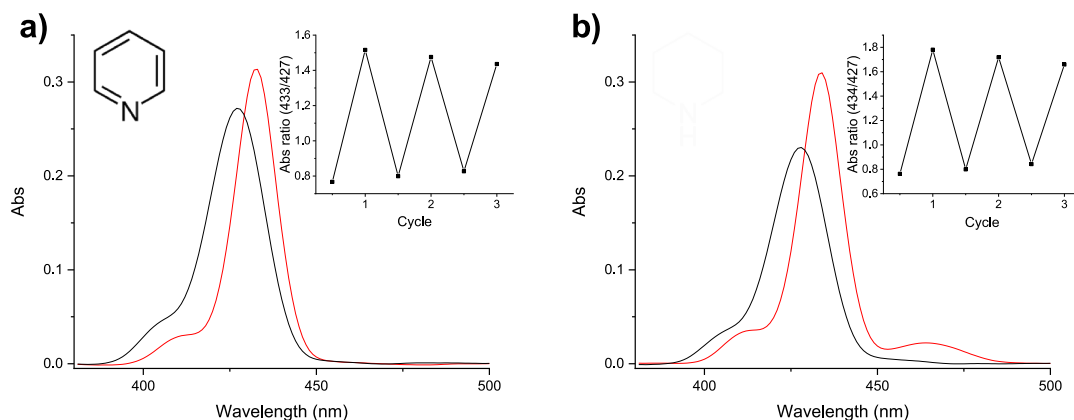 a)
N
Abs
0.3
0.2
0.1
0.0
400
450
500
Wavelength (nm)
Abs ratio (433/427)
1.6
1.4
1.2
1.0
0.8
1
2
3
Cycle
b)
N
H
Abs
0.3
0.2
0.1
0.0
400
450
500
Wavelength (nm)
Abs ratio (434/427)
1.8
1.6
1.4
1.2
1.0
0.8
0.6
1
2
3
Cycle